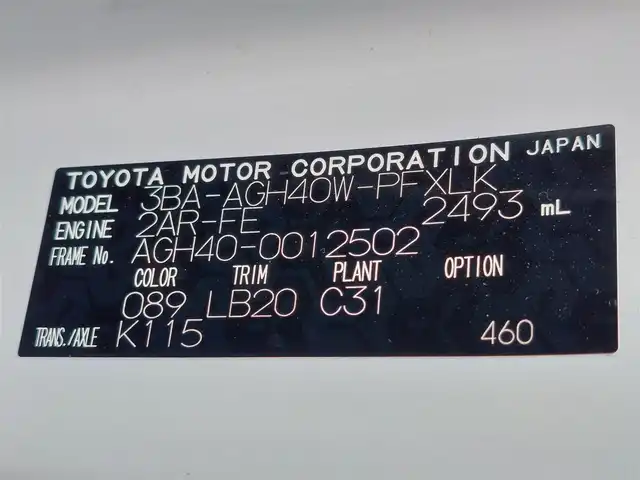 TOYOTA MOTOR CORPORATION JAPAN
MODEL 3BA-AGH40W-PFXLK
ENGINE 2AR-FE 2493 mL
FRAME No. AGH40-0012502
COLOR TRIM PLANT OPTION
089 LB20 C31
TRANS./AXLE K115 460